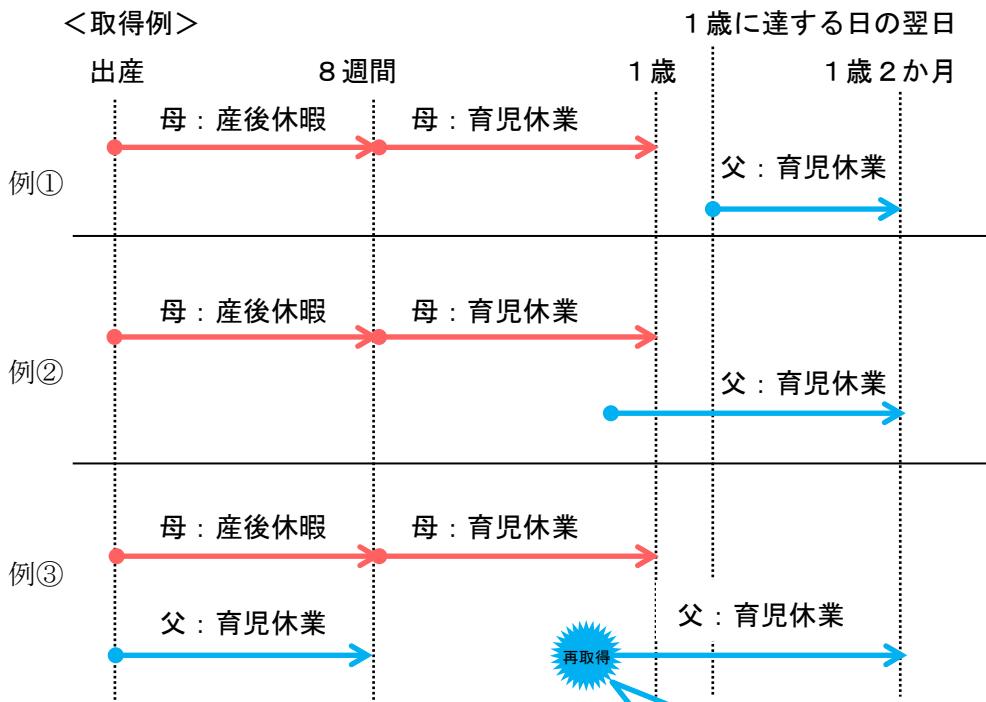 ＜取得例＞
１歳に達する日の翌日
出産
８週間
１歳
１歳２か月
例①
母：産後休暇
母：育児休業
父：育児休業
例②
母：産後休暇
母：育児休業
父：育児休業
例③
母：産後休暇
母：育児休業
父：育児休業
再取得
父：育児休業